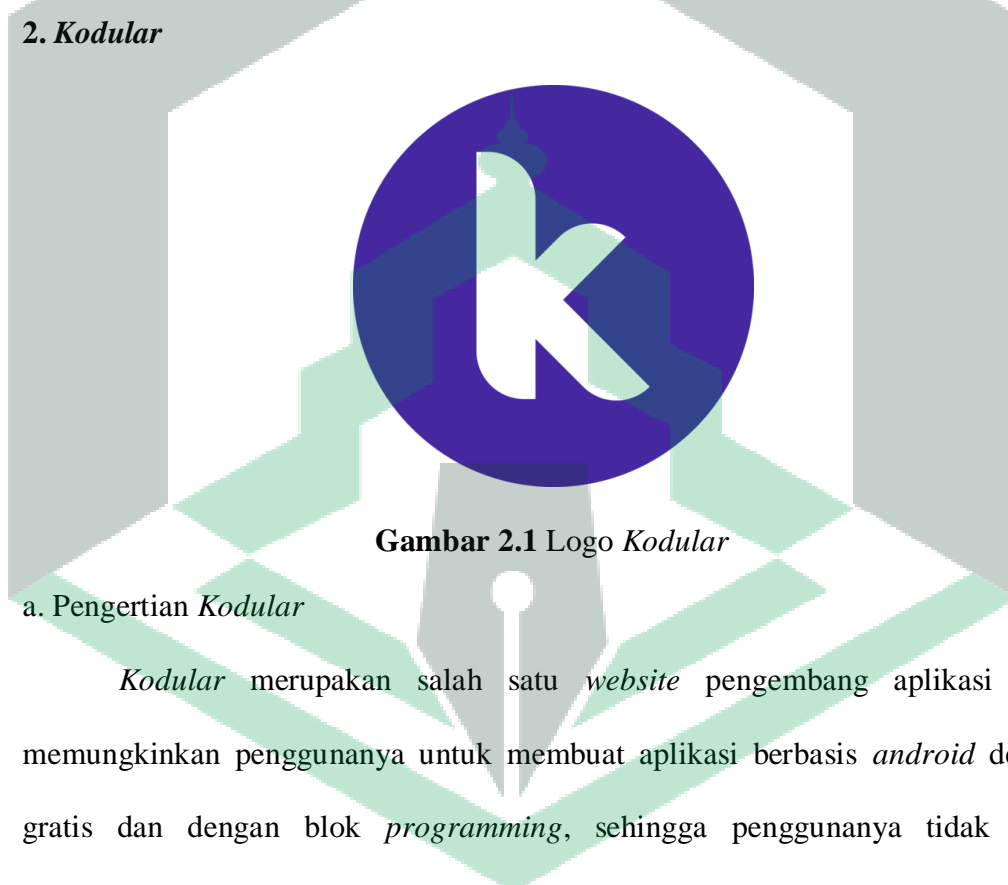 2. Kodular
k
Gambar 2.1 Logo Kodular
a. Pengertian Kodular
Kodular merupakan salah satu website pengembang aplikasi
memungkinkan penggunanya untuk membuat aplikasi berbasis android
gratis dan dengan blok programming, sehingga penggunanya tidak